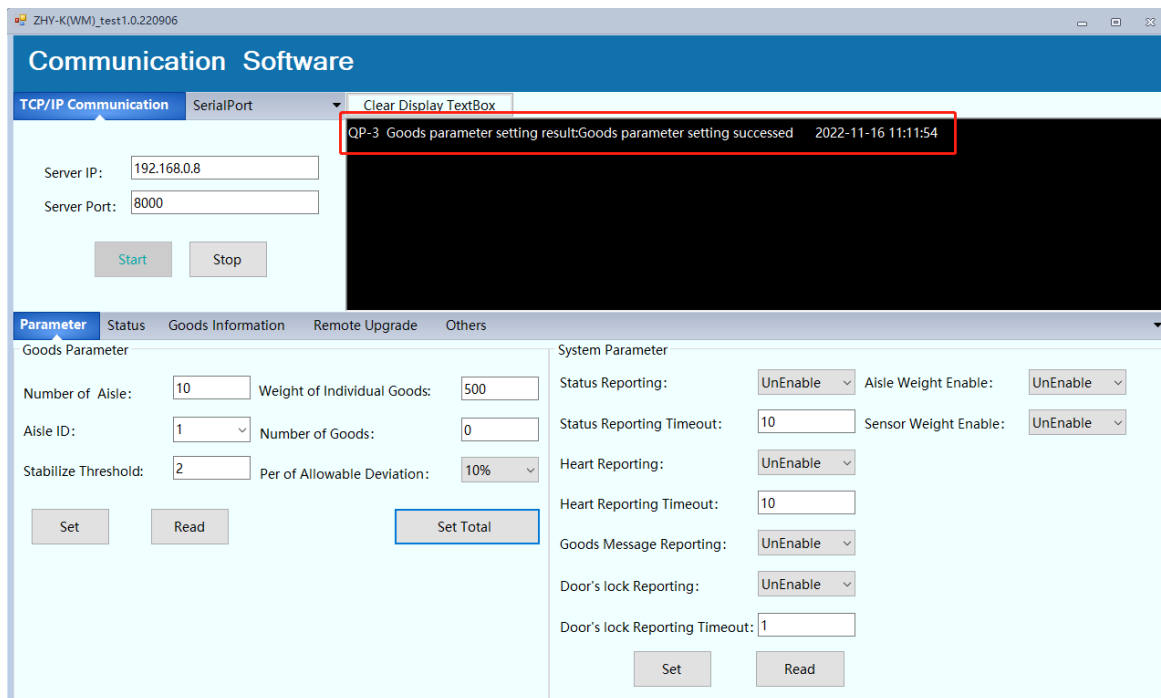 ZHY-K(WM)_test1.0.220906
Communication Software
TCP/IP Communication SerialPort Clear Display TextBox
QP-3 Goods parameter setting result:Goods parameter setting successed 2022-11-16 11:11:54
Server IP: 192.168.0.8
Server Port: 8000
Start Stop
Parameter Status Goods Information Remote Upgrade Others
Goods Parameter
Number of Aisle: 10 Weight of Individual Goods: 500
Aisle ID: 1 Number of Goods: 0
Stabilize Threshold: 2 Per of Allowable Deviation: 10%
Set Read Set Total
System Parameter
Status Reporting: UnEnable Aisle Weight Enable: UnEnable
Status Reporting Timeout: 10 Sensor Weight Enable: UnEnable
Heart Reporting: UnEnable
Heart Reporting Timeout: 10
Goods Message Reporting: UnEnable
Door's lock Reporting: UnEnable
Door's lock Reporting Timeout: 1
Set Read